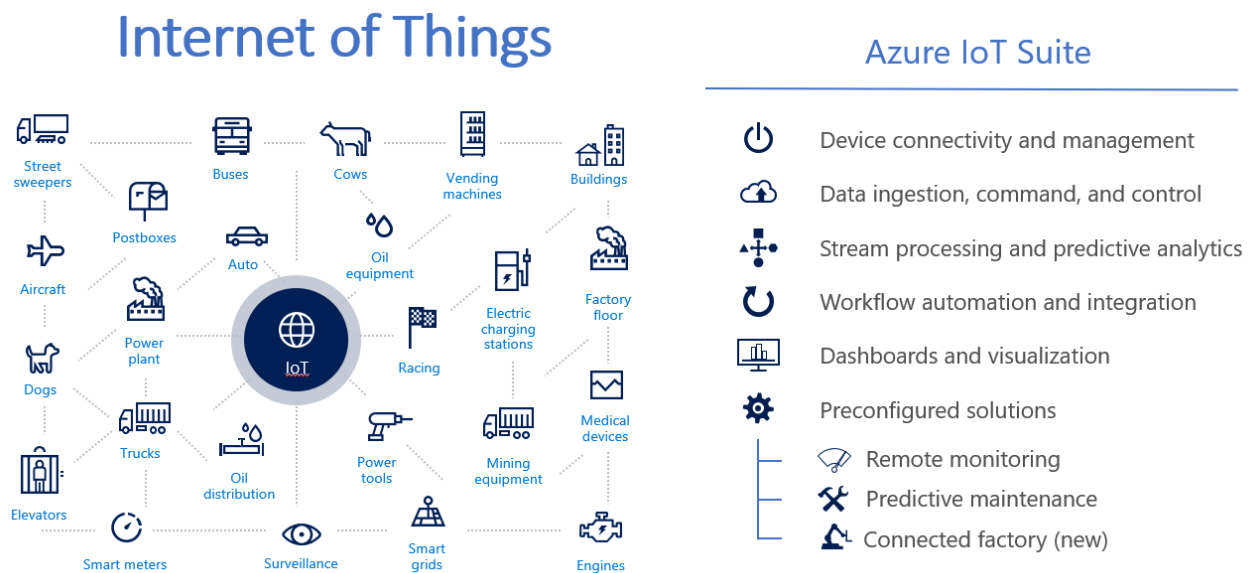 Internet of Things
Azure IoT Suite
Street
sweepers
Buses
Cows
Vending
machines
Buildings
Postboxes
Auto
Oil
equipment
Aircraft
Power
plant
Electric
charging
stations
Factory
floor
IoT
Racing
Dogs
Trucks
Oil
distribution
Power
tools
Mining
equipment
Medical
devices
Elevators
Smart meters
Surveillance
Smart
grids
Engines
Device connectivity and management
Data ingestion, command, and control
Stream processing and predictive analytics
Workflow automation and integration
Dashboards and visualization
Preconfigured solutions
Remote monitoring
Predictive maintenance
Connected factory (new)